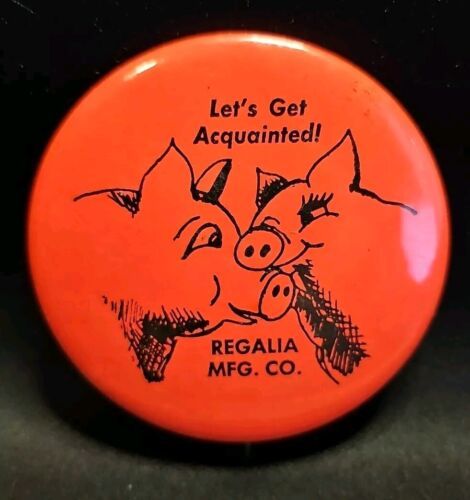 Let's Get
Acquainted!
REGALIA
MFG. CO.